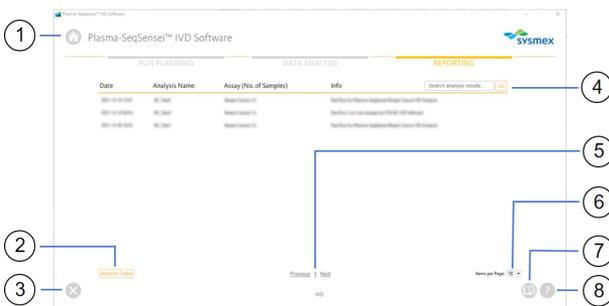 Plasma-SeqSensei™ IVD Software
1
Plasma-SeqSensei™ IVD Software
sysmex
RUN PLANNING
DATA ANALYSIS
REPORTING
Date
Analysis Name
Assay (No. of Samples)
Info
Search analysis results...
Go
4
5
6
2
Refresh Table
Previous 1 Next
Items per Page: 10
7
3
IVD
?
8